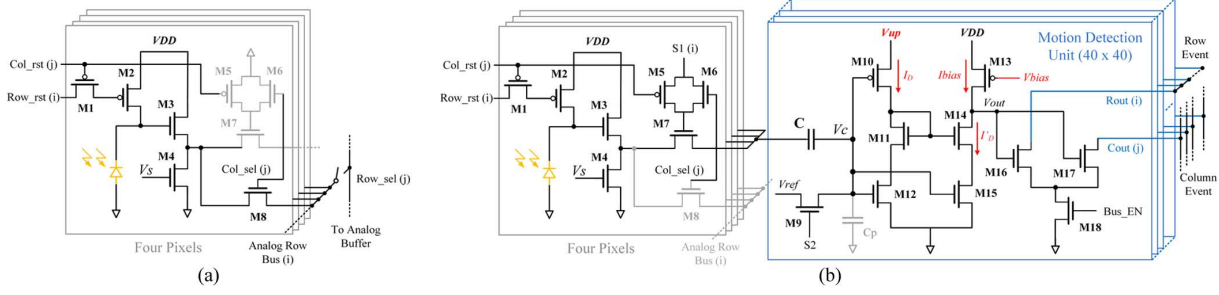 VDD
Col_rst (j)
M2
M5
M6
Row_rst (i)
M1
M3
M7
M4
Vs
Col_sel (j)
Row_sel (j)
M8
Four Pixels
Analog Row
Bus (i)
To Analog
Buffer
(a)
VDD
S1 (i)
Col_rst (j)
M2
M5
M6
Row_rst (i)
M1
M3
M7
M4
Vs
Col_sel (j)
M8
Four Pixels
Analog Row
Bus (i)
Vup
VDD
Motion Detection
Unit (40 x 40)
Row
Event
M10
M13
ID
Ibias
Vbias
Vout
Rout (i)
C
Vc
M11
M14
I'D
Cout (j)
M16
M17
Vref
M12
M15
Column
Event
M9
Cp
Bus_EN
M18
S2
(b)